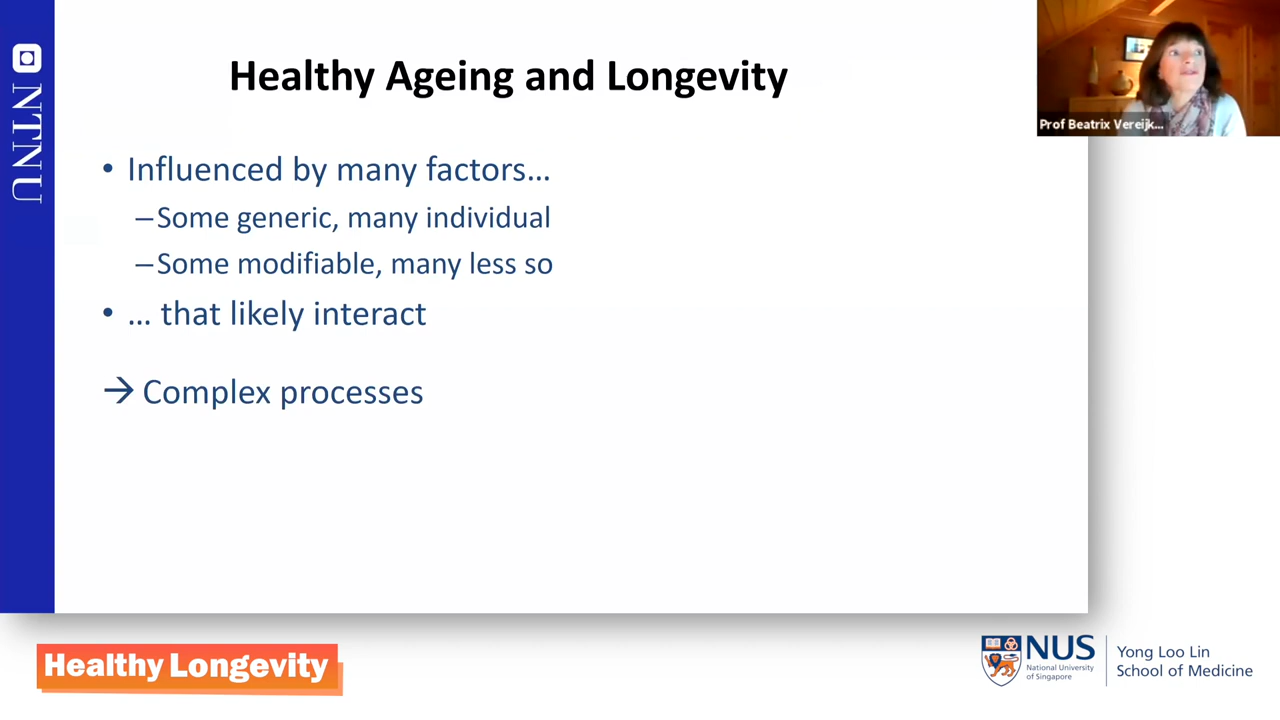 NTNU
Healthy Ageing and Longevity
Prof Beatrix Vereijk...
• Influenced by many factors…
–Some generic, many individual
–Some modifiable, many less so
• … that likely interact
→ Complex processes
Healthy Longevity
NUS
National University
of Singapore
Yong Loo Lin
School of Medicine